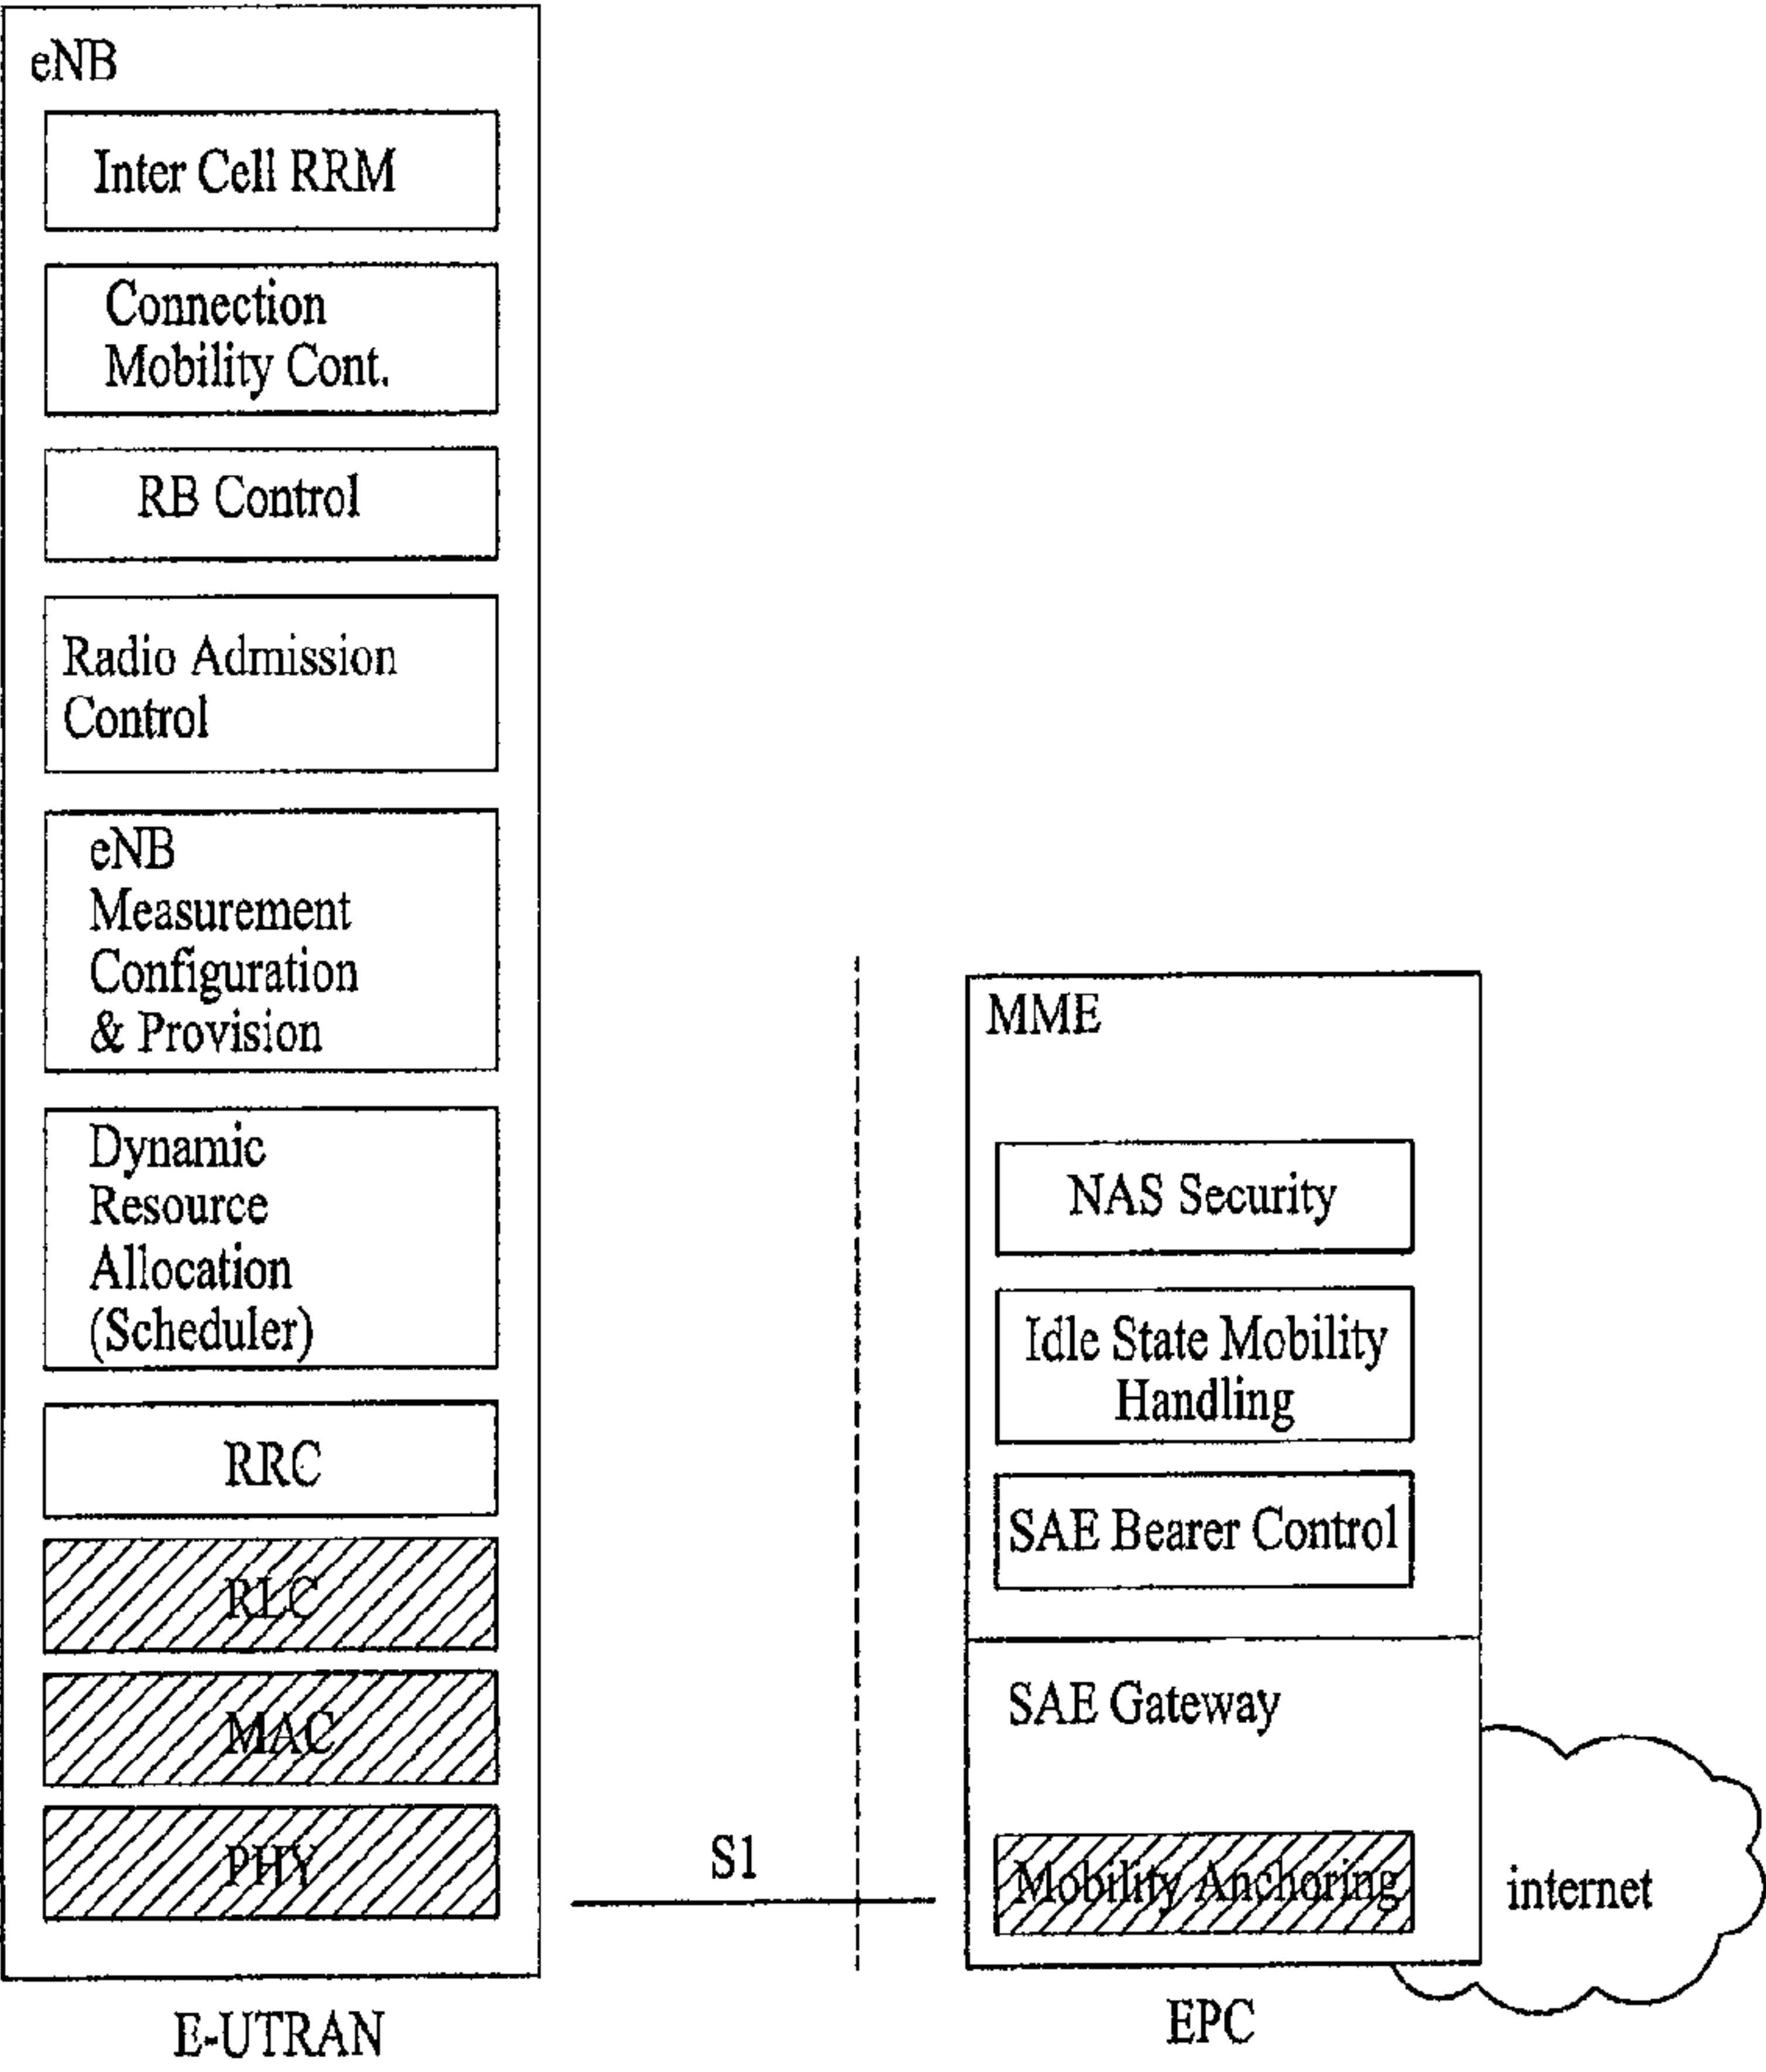 eNB
Inter Cell RRM
Connection
Mobility Cont.
RB Control
Radio Admission
Control
eNB
Measurement
Configuration
& Provision
Dynamic
Resource
Allocation
(Scheduler)
RRC
RLC
MAC
PHY
E-UTRAN
S1
MME
NAS Security
Idle State Mobility
Handling
SAE Bearer Control
SAE Gateway
Mobility Anchoring
EPC
internet